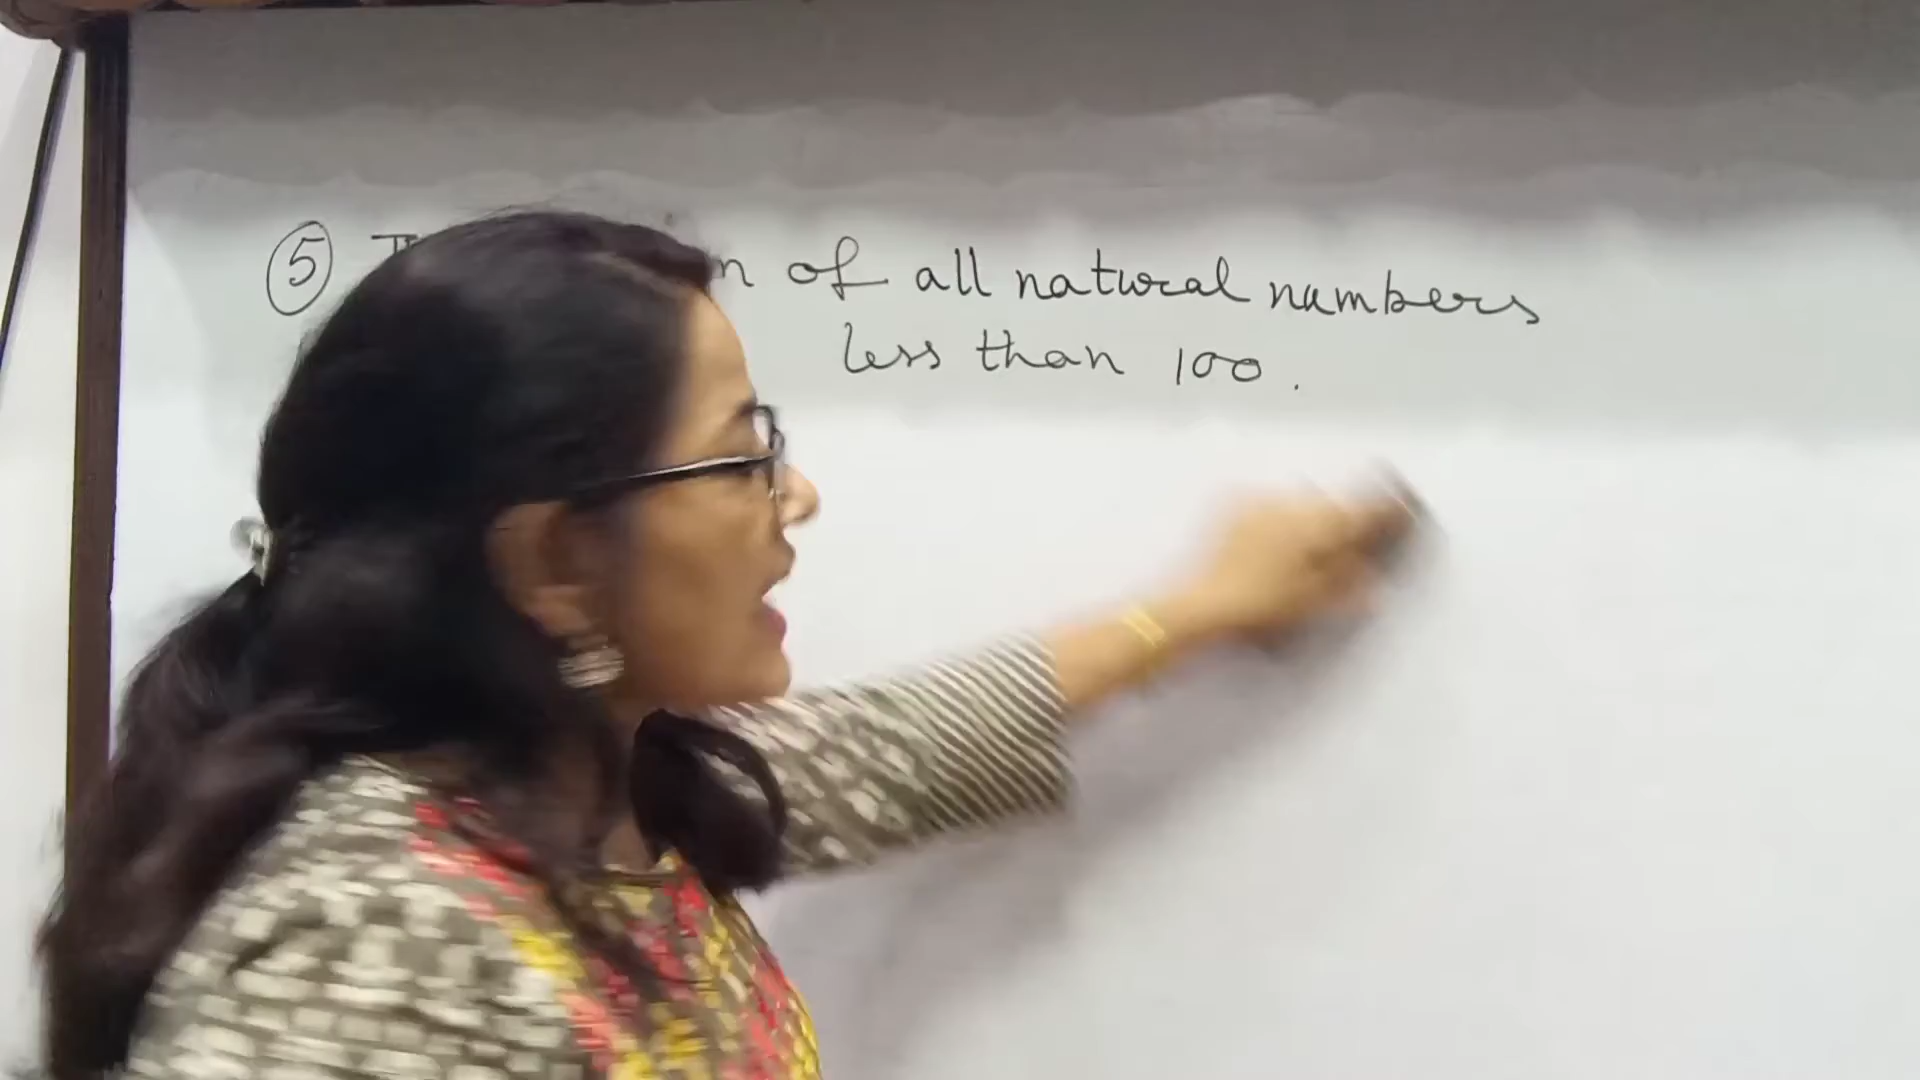 ⑤ of all natural numbers
less than 100.